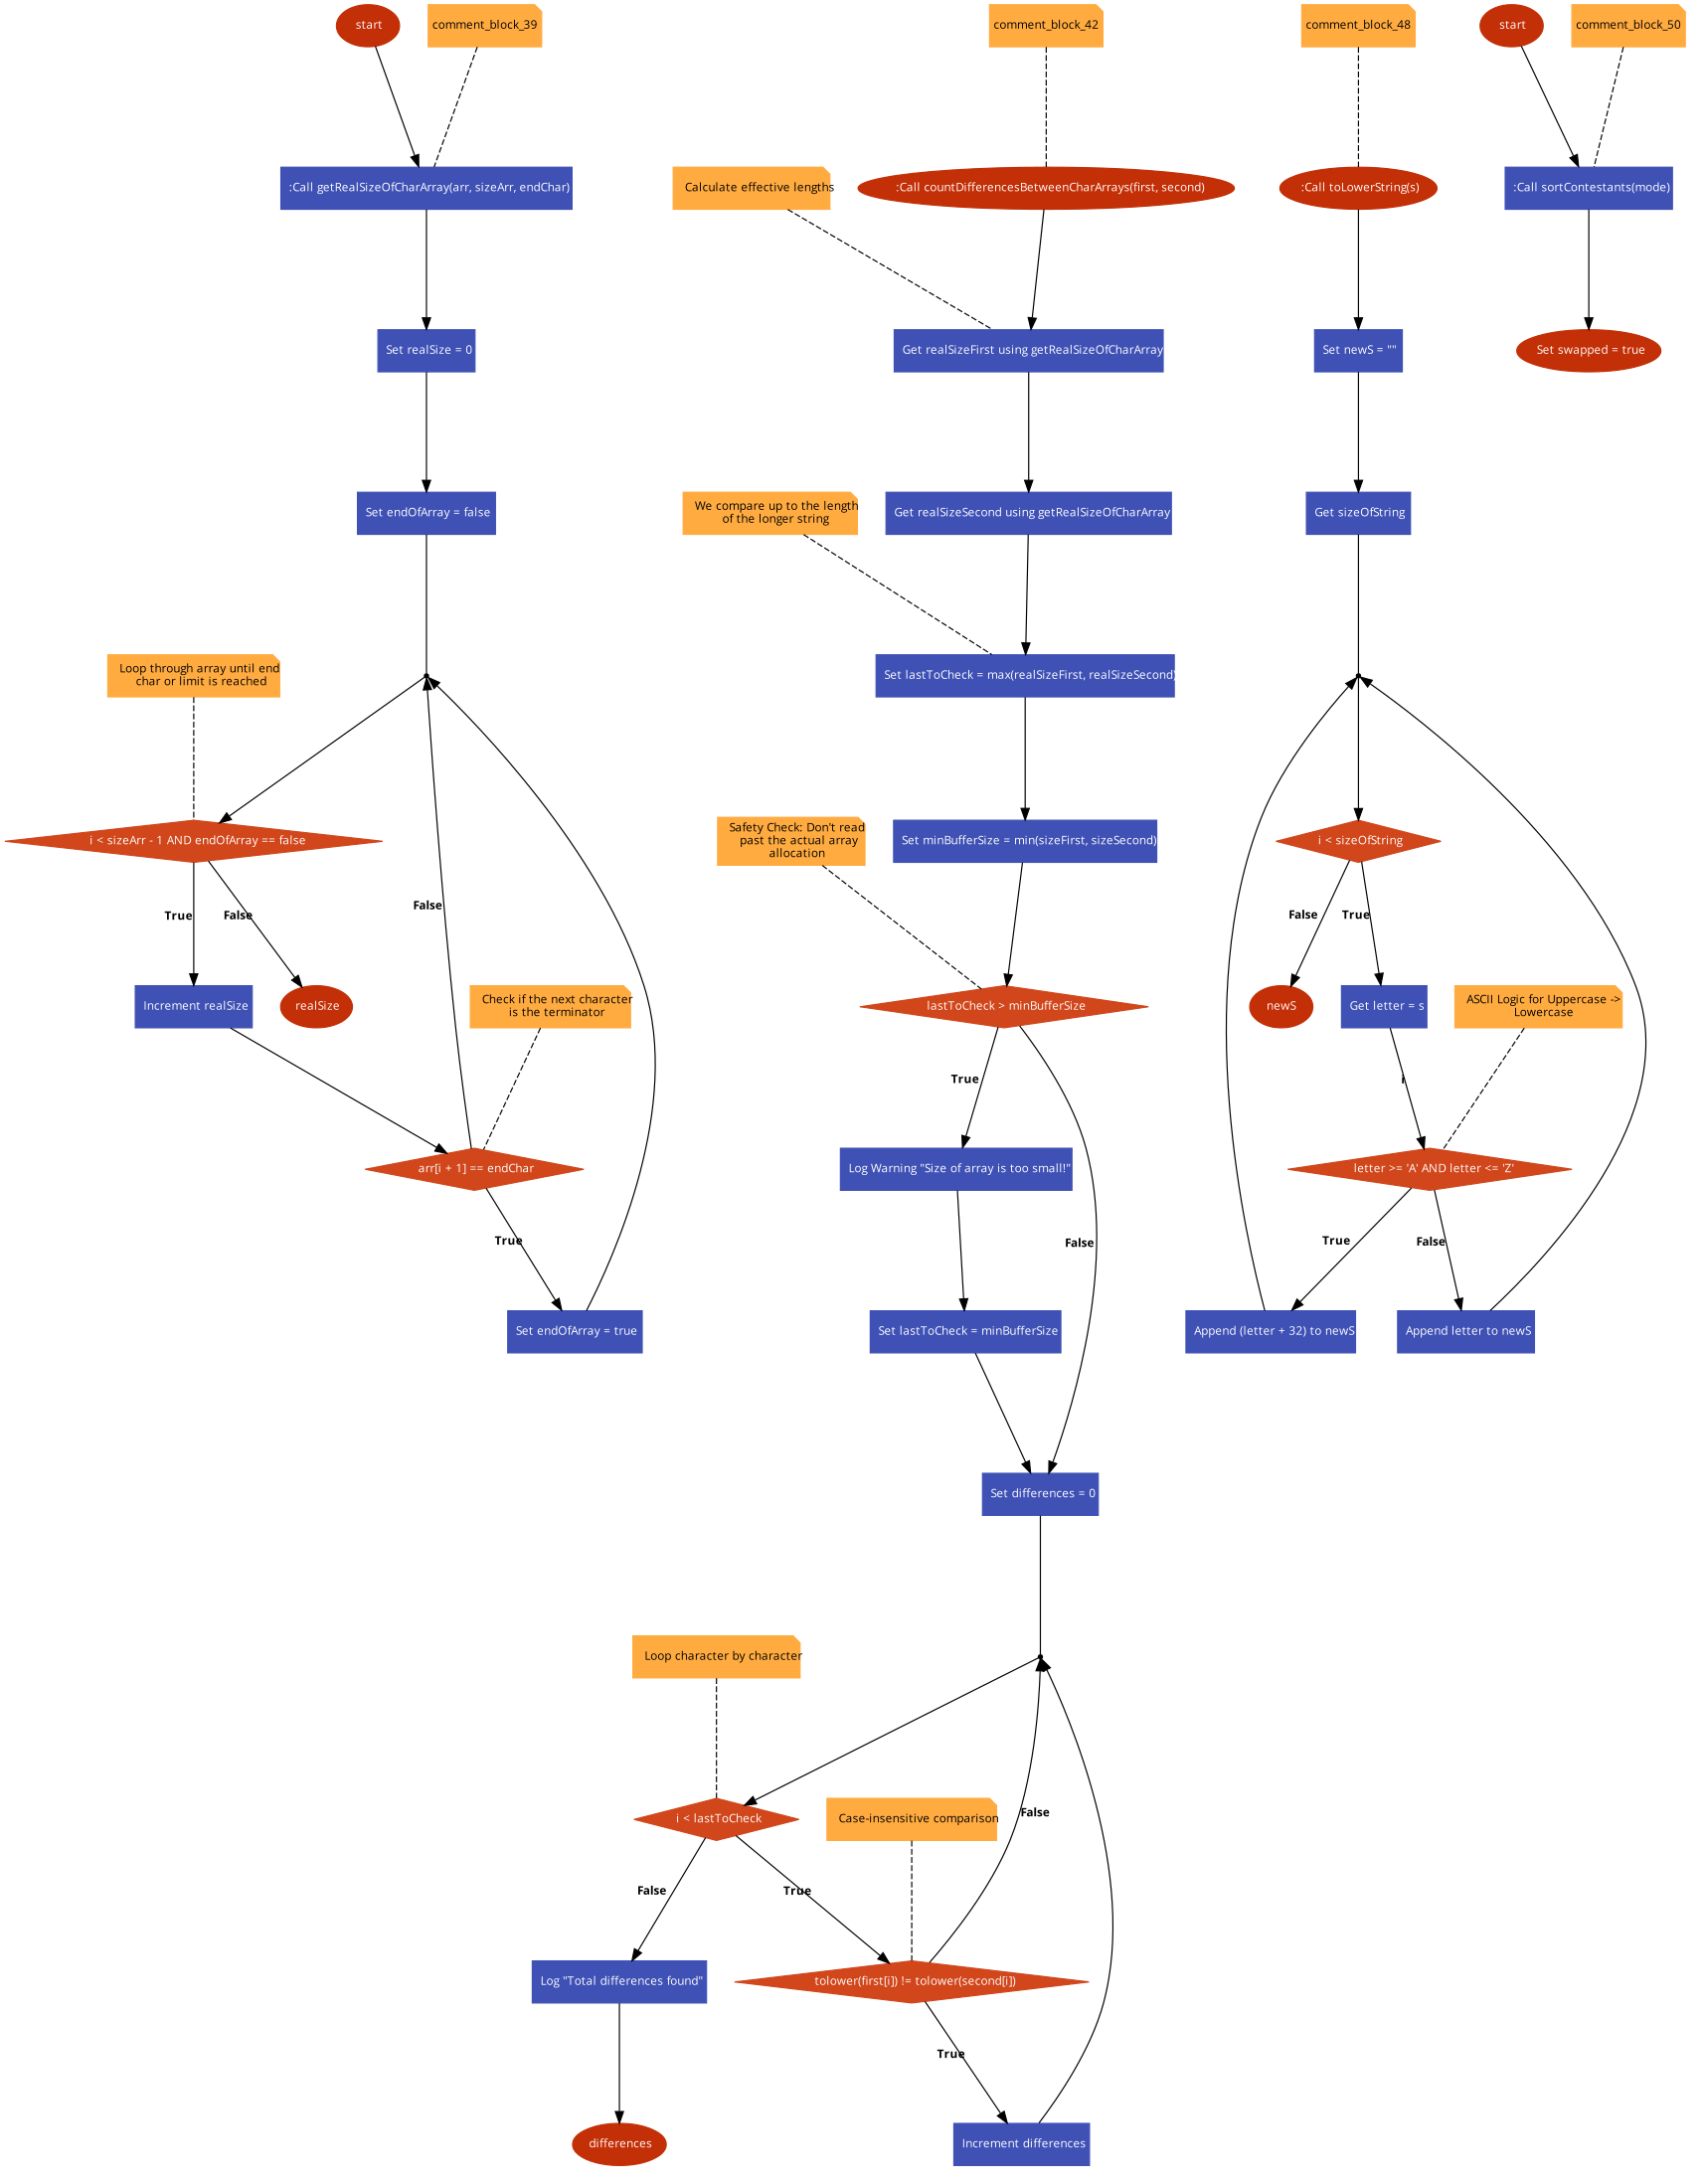 start
comment_block_39
:Call getRealSizeOfCharArray(arr, sizeArr, endChar)
Set realSize = 0
Set endOfArray = false
Loop through array until end
char or limit is reached
i < sizeArr - 1 AND endOfArray == false
True
False
False
Increment realSize
realSize
Check if the next character
is the terminator
arr[i + 1] == endChar
True
Set endOfArray = true
comment_block_42
Calculate effective lengths
:Call countDifferencesBetweenCharArrays(first, second)
Get realSizeFirst using getRealSizeOfCharArray
We compare up to the length
of the longer string
Get realSizeSecond using getRealSizeOfCharArray
Set lastToCheck = max(realSizeFirst, realSizeSecond)
Safety Check: Don't read
past the actual array
allocation
Set minBufferSize = min(sizeFirst, sizeSecond)
lastToCheck > minBufferSize
True
Log Warning "Size of array is too small!"
False
Set lastToCheck = minBufferSize
Set differences = 0
Loop character by character
i < lastToCheck
Case-insensitive comparison
False
False
True
Log "Total differences found"
tolower(first[i]) != tolower(second[i])
True
differences
Increment differences
comment_block_48
:Call toLowerString(s)
Set newS = ""
Get sizeOfString
i < sizeOfString
False
True
newS
Get letter = s
ASCII Logic for Uppercase ->
Lowercase
i
letter >= 'A' AND letter <= 'Z'
True
False
Append (letter + 32) to newS
Append letter to newS
start
comment_block_50
:Call sortContestants(mode)
Set swapped = true